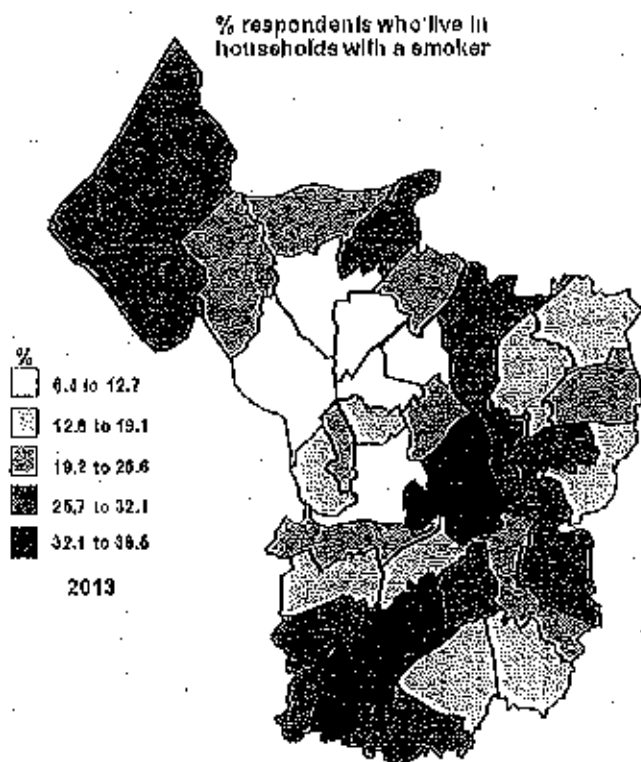 % respondents who live in
households with a smoker
%
6.4 to 12.7
12.8 to 19.1
19.2 to 25.6
25.7 to 32.1
32.1 to 38.5
2013